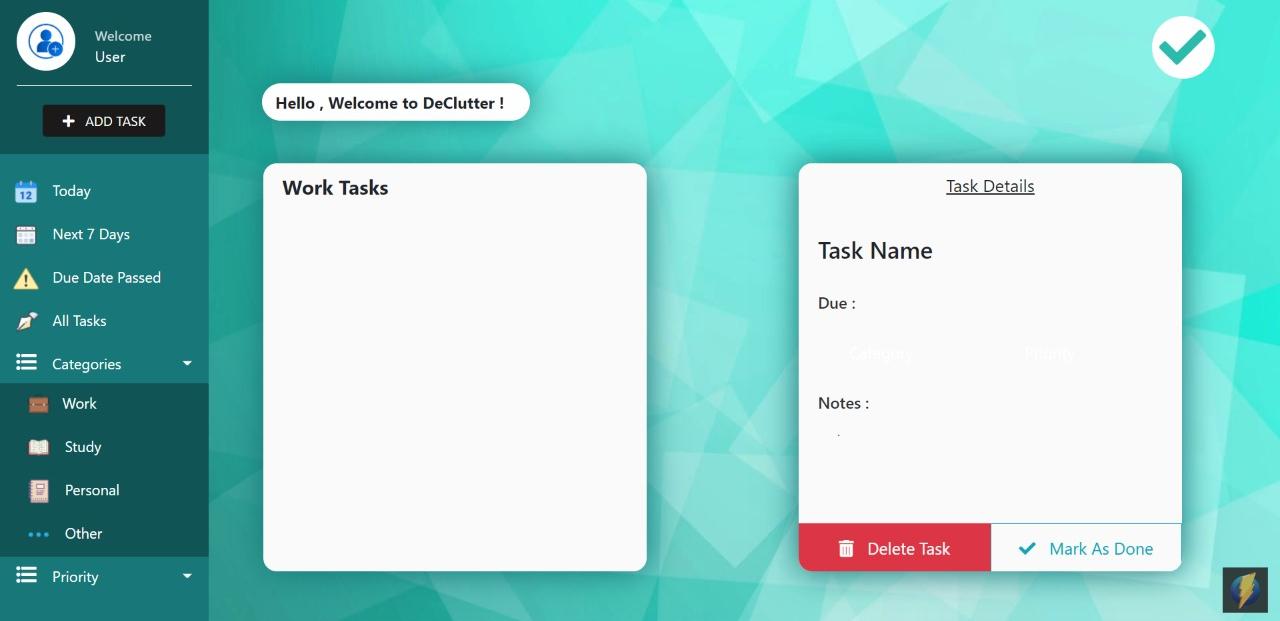 Welcome
User
ADD TASK
Today
12
Next 7 Days
Due Date Passed
All Tasks
Categories
Work
Study
Personal
Other
Priority
Hello , Welcome to DeClutter !
Work Tasks
Task Details
Task Name
Due :
Category Priority
Notes :
.
Delete Task Mark As Done